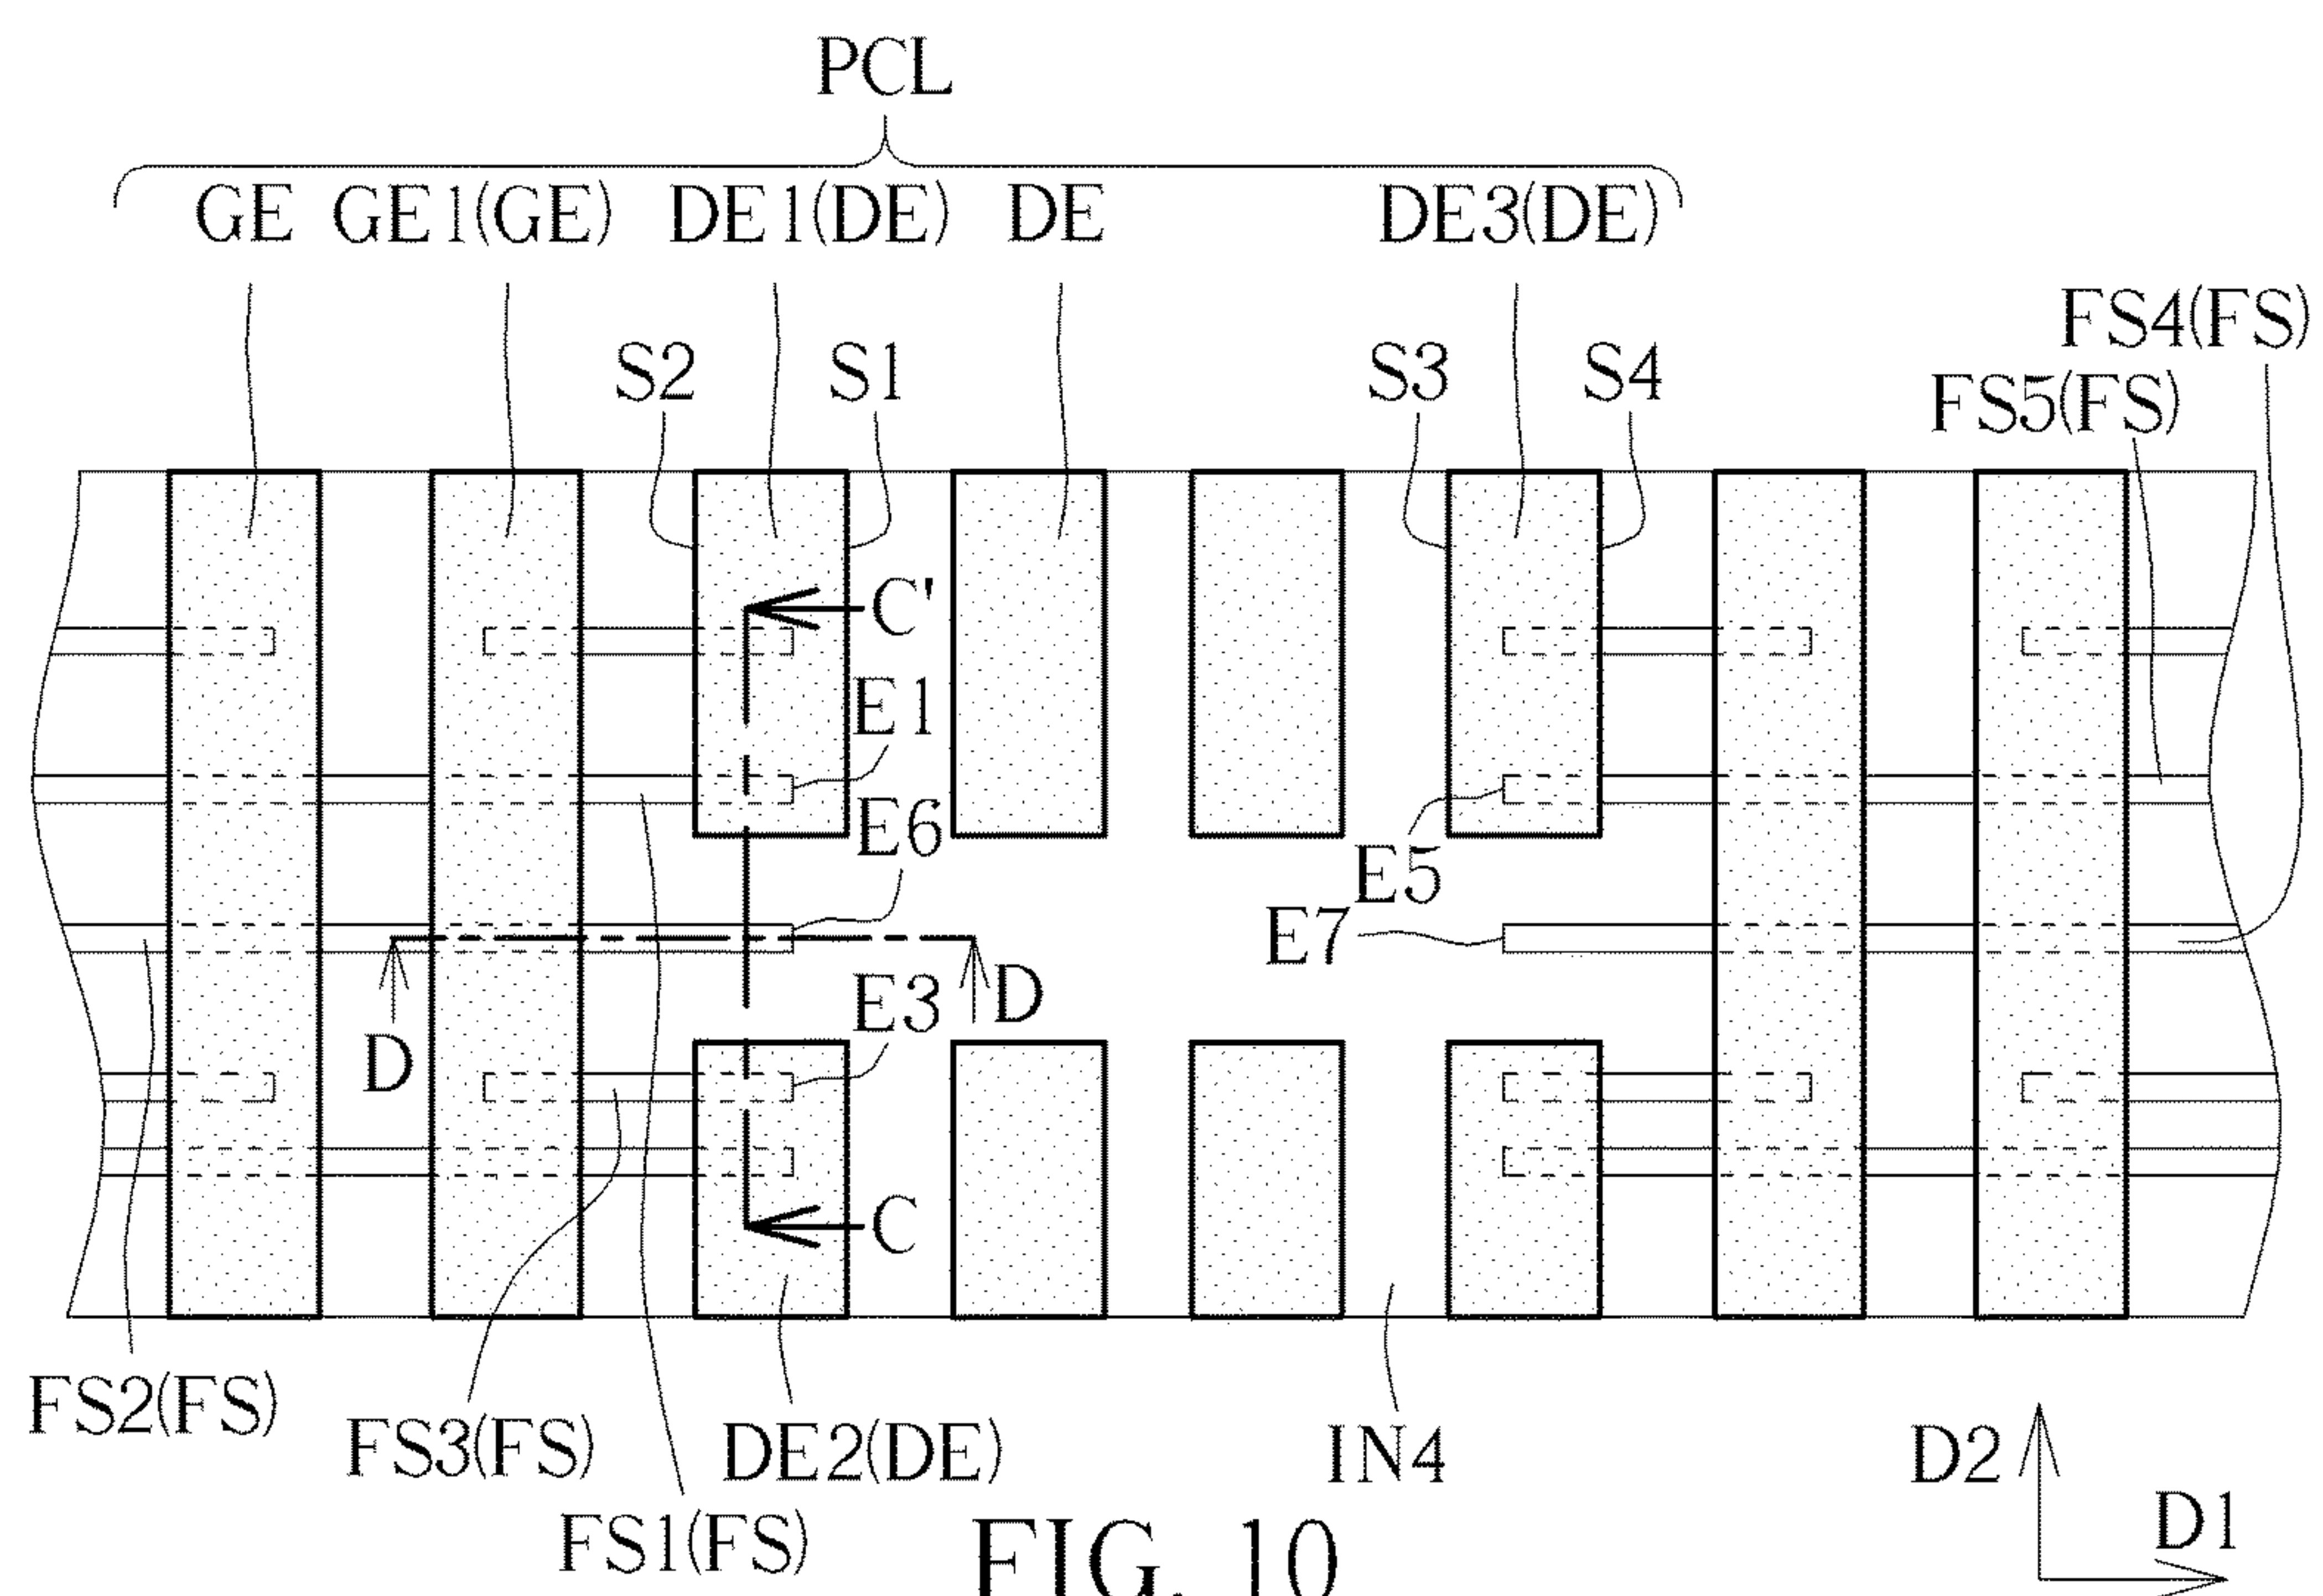 PCL
GE GE1(GE) DE1(DE) DE DE3(DE)
FS4(FS)
S2 S1 S3 S4 FS5(FS)
C'
E1
E6
E5
E7
E3
D D
C
FS2(FS)
FS3(FS) DE2(DE) IN4 D2
FS1(FS) D1
FIG. 10